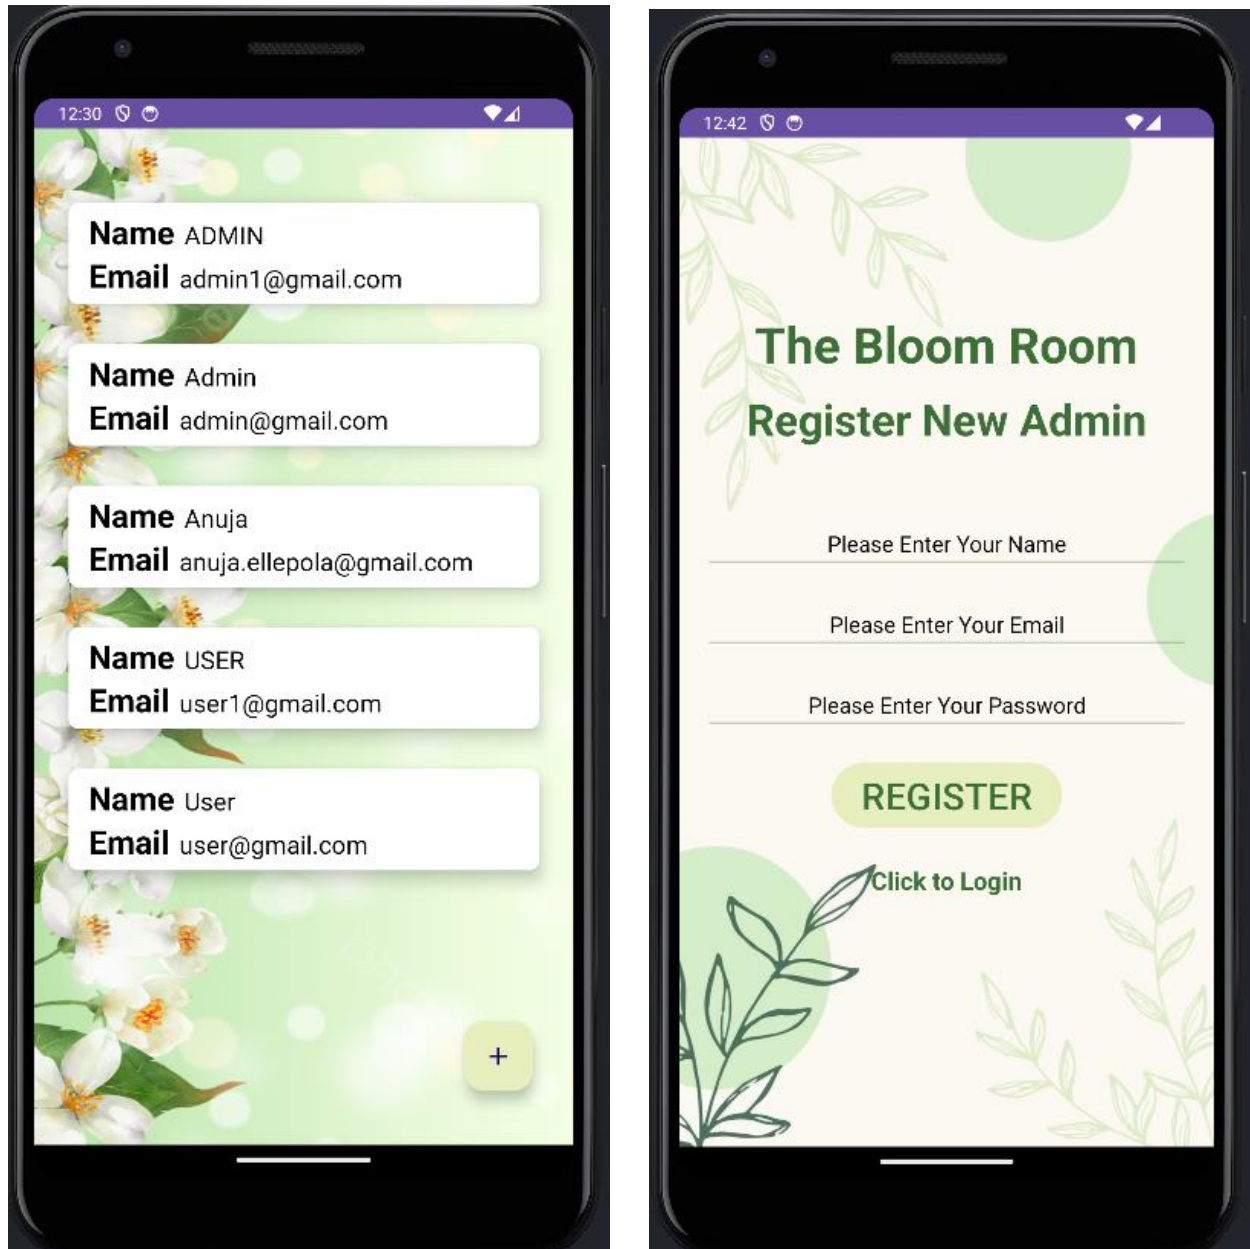 12:30
Name ADMIN
Email admin1@gmail.com
Name Admin
Email admin@gmail.com
Name Anuja
Email anuja.ellepola@gmail.com
Name USER
Email user1@gmail.com
Name User
Email user@gmail.com
+
12:42
The Bloom Room
Register New Admin
Please Enter Your Name
Please Enter Your Email
Please Enter Your Password
REGISTER
Click to Login